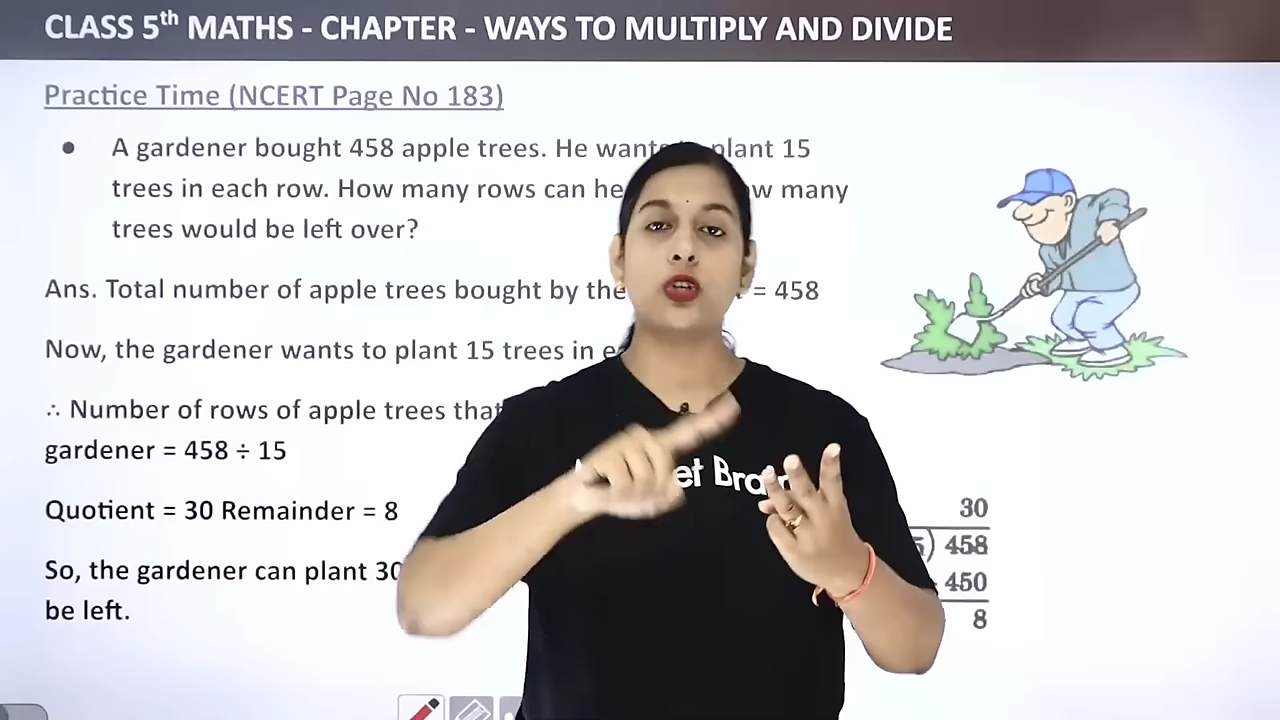 CLASS 5th MATHS - CHAPTER - WAYS TO MULTIPLY AND DIVIDE
Practice Time (NCERT Page No 183)
● A gardener bought 458 apple trees. He plant 15
trees in each row. How many rows can he many
trees would be left over?
Ans. Total number of apple trees bought by the = 458
Now, the gardener wants to plant 15 trees in
∴ Number of rows of apple trees that
gardener = 458 ÷ 15
Quotient = 30 Remainder = 8
So, the gardener can plant 30
be left.
30
) 458
450
8